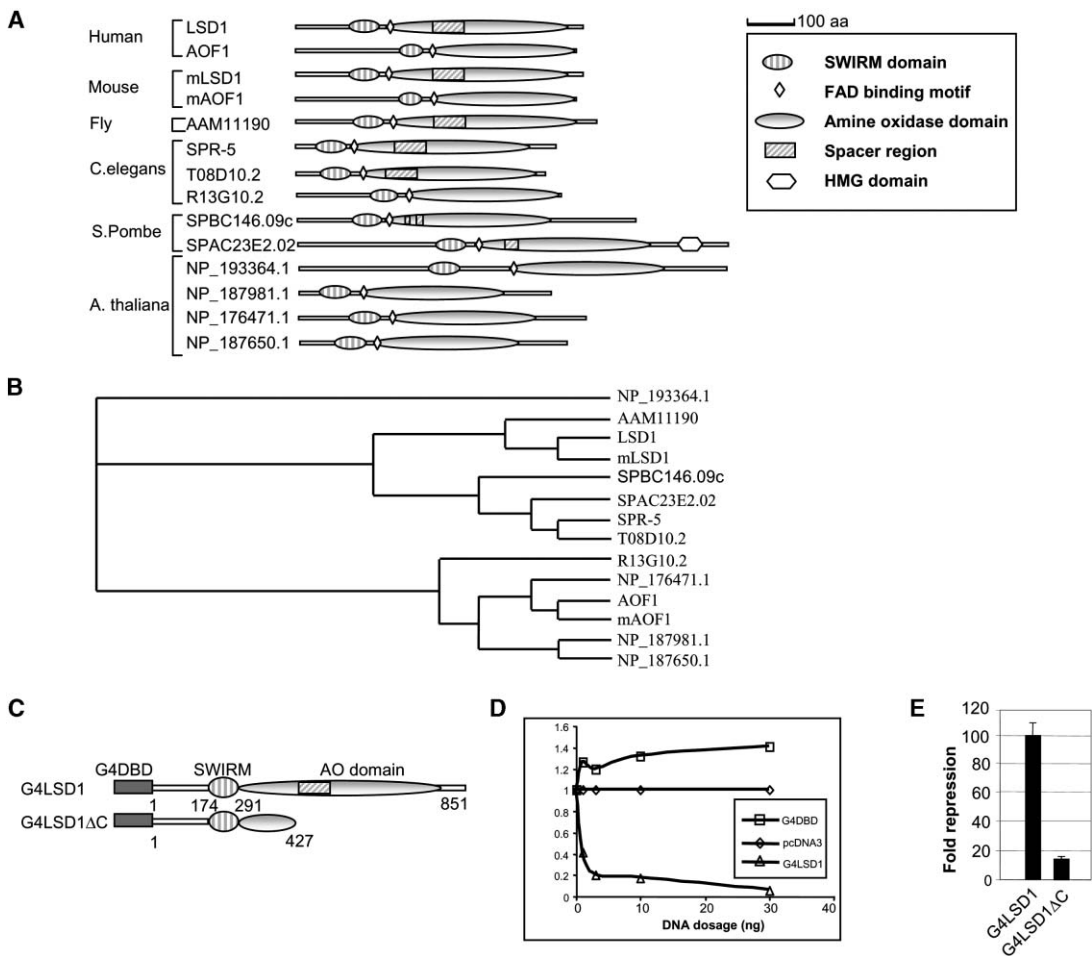 A
Human
LSD1
AOF1
Mouse
mLSD1
mAOF1
Fly
AAM11190
C.elegans
SPR-5
T08D10.2
R13G10.2
S.Pombe
SPBC146.09c
SPAC23E2.02
A. thaliana
NP_193364.1
NP_187981.1
NP_176471.1
NP_187650.1
100 aa
SWIRM domain
FAD binding motif
Amine oxidase domain
Spacer region
HMG domain
B
NP_193364.1
AAM11190
LSD1
mLSD1
SPBC146.09c
SPAC23E2.02
SPR-5
T08D10.2
R13G10.2
NP_176471.1
AOF1
mAOF1
NP_187981.1
NP_187650.1
C
G4DBD SWIRM AO domain
G4LSD1
1 174 291 851
G4LSD1ΔC
1 427
D
1.6
1.4
1.2
1
0.8
0.6
0.4
0.2
0
0 10 20 30 40
DNA dosage (ng)
G4DBD
pcDNA3
G4LSD1
E
Fold repression
120
100
80
60
40
20
0
G4LSD1
G4LSD1ΔC